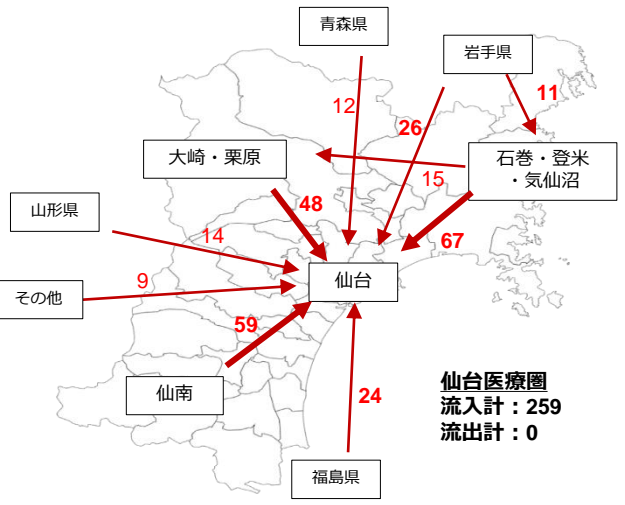 青森県
岩手県
12
26
11
大崎・栗原
石巻・登米
・気仙沼
15
48
山形県
14
67
仙台
9
その他
59
仙南
24
仙台医療圏
流入計：259
流出計：0
福島県